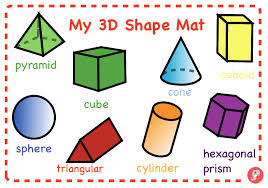 My 3D Shape Mat
pyramid
cube
cone
cuboid
sphere
triangular
cylinder
hexagonal
prism